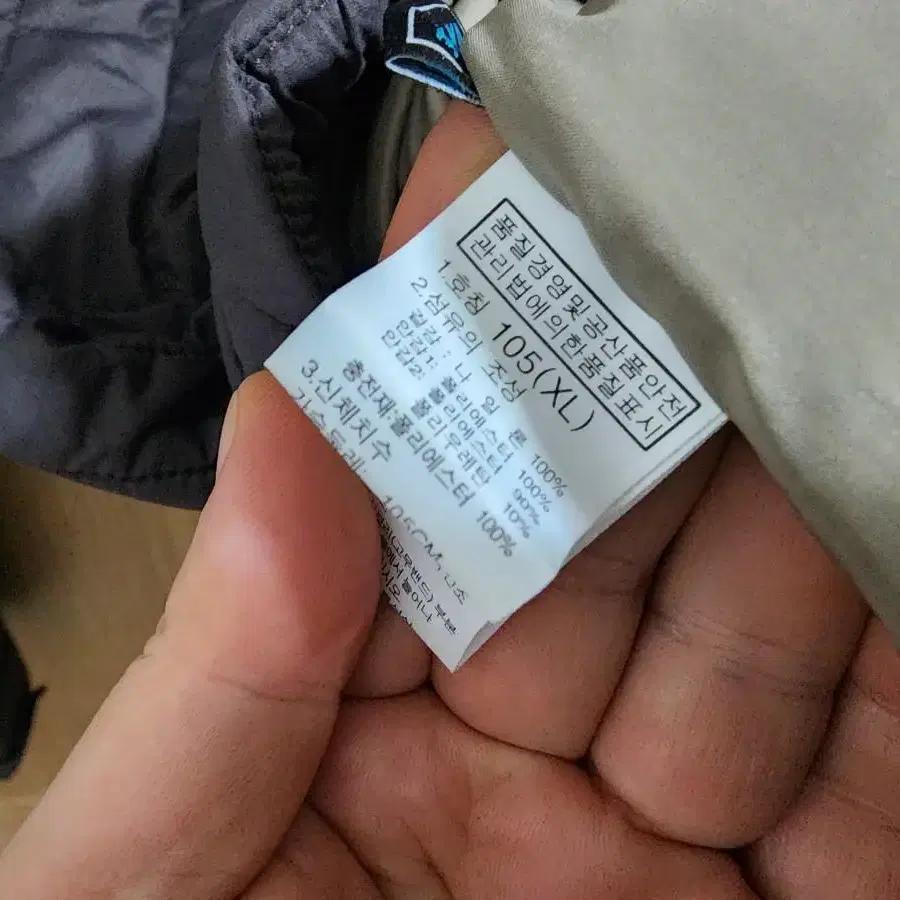 품질경영및공산품안전
관리법에의한품질표시
1.호칭 105(XL)
2.섬유의 조성
겉감 : 나 일 론 100%
안감1: 폴리에스터 100%
안감2: 폴리에스터 90%
폴리우레탄 10%
충전재:폴리에스터 100%
3.신체치수
가슴둘레: 105CM,